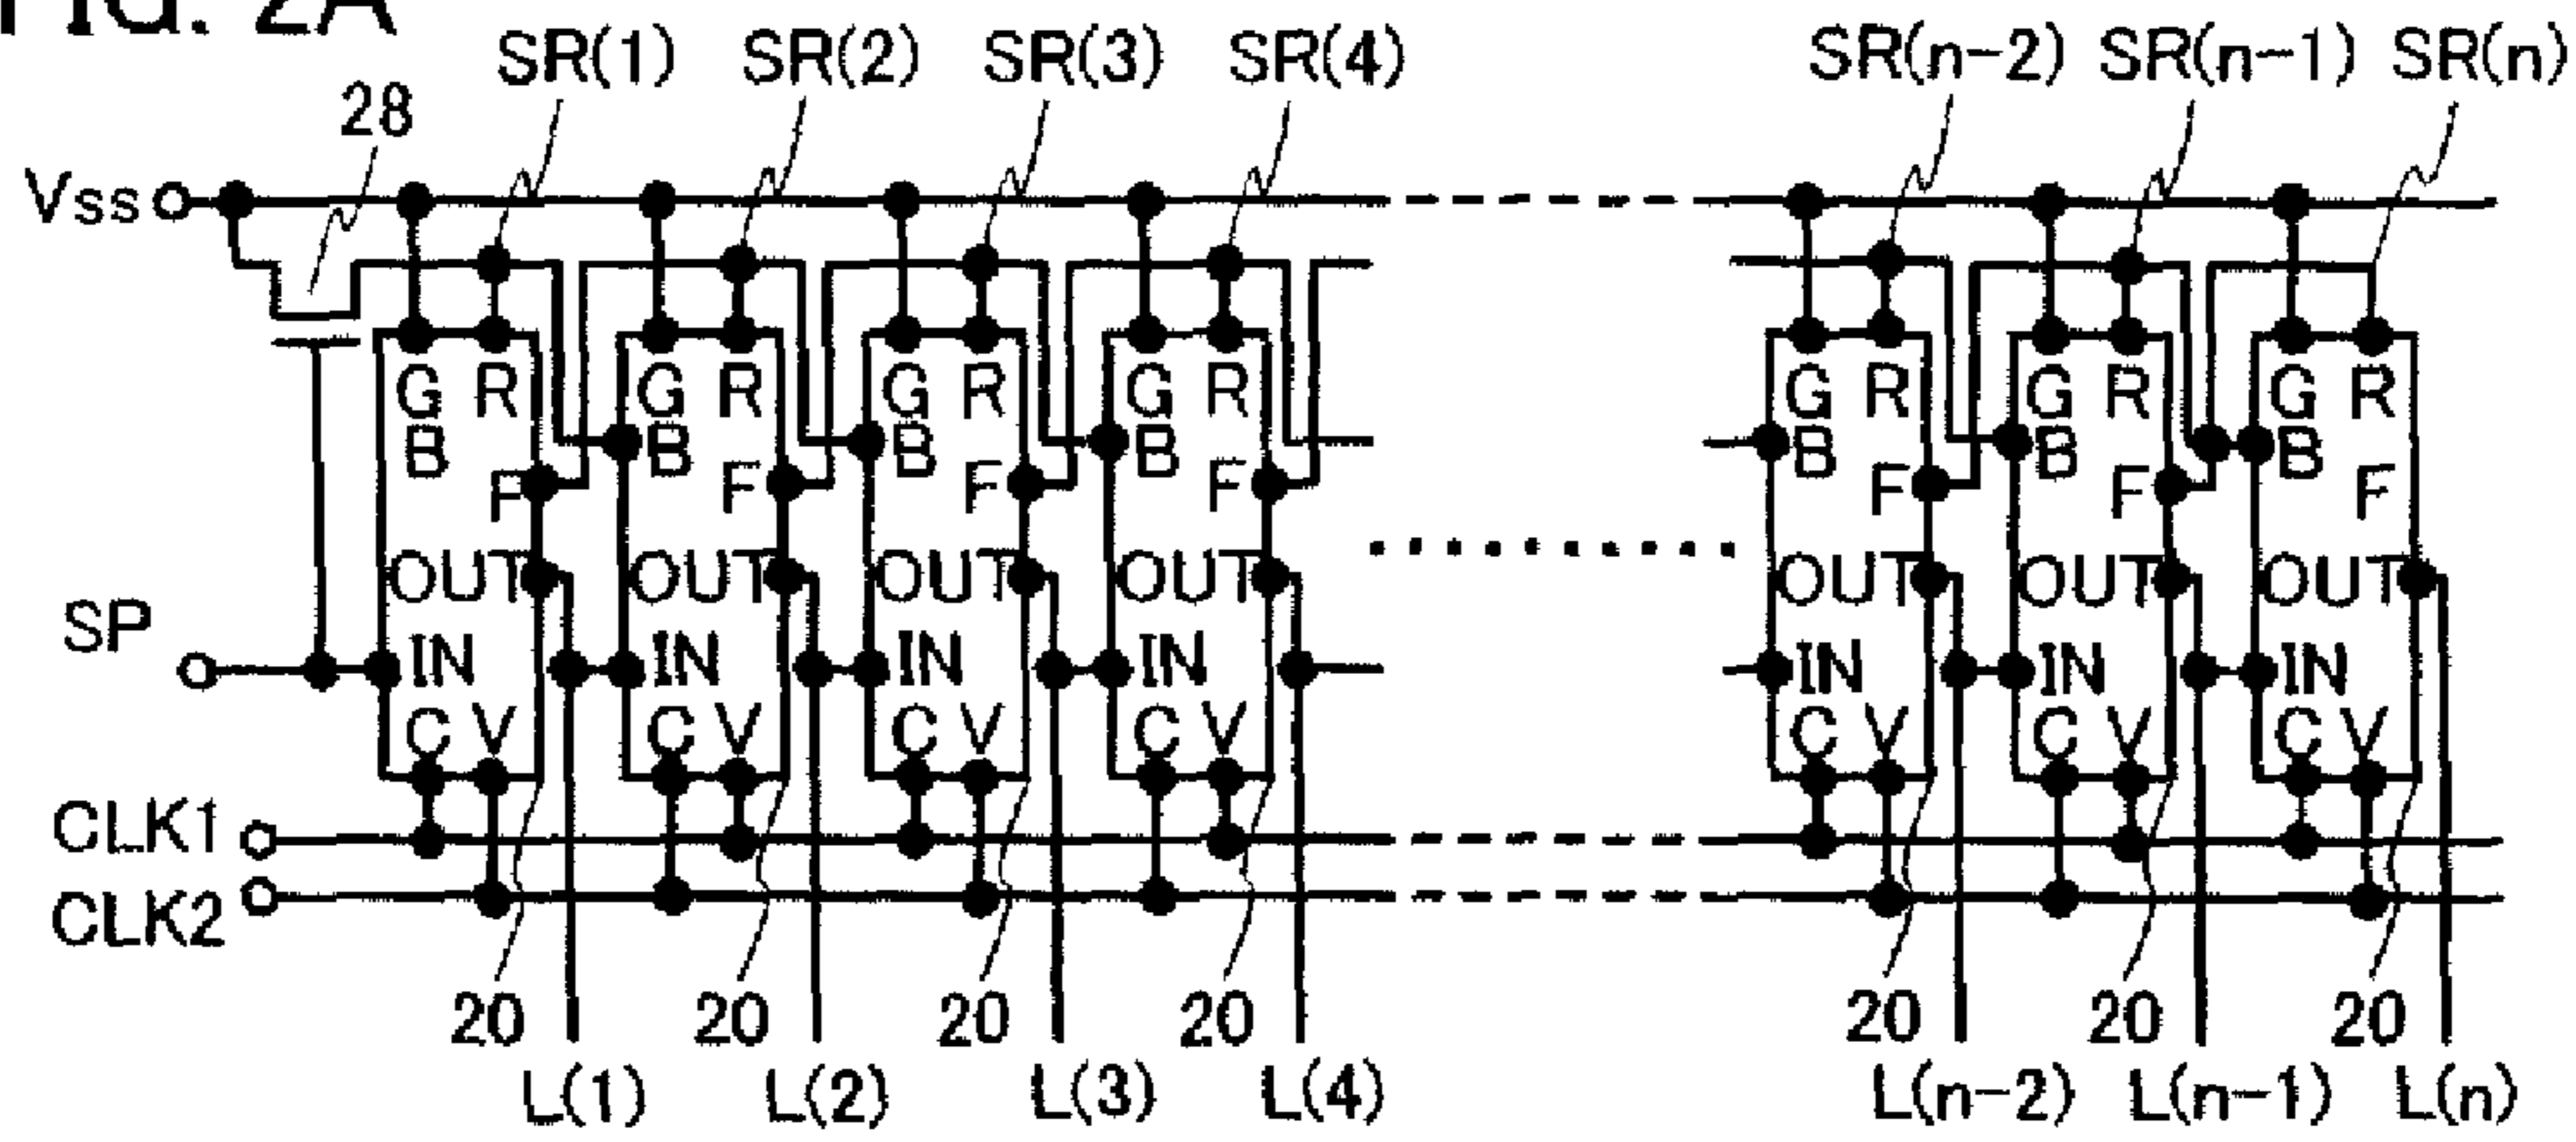 FIG. 2A
SR(1) SR(2) SR(3) SR(4) SR(n-2) SR(n-1) SR(n)
28
Vss
G R G R G R G R G R G R G R
B B B B B B B
F F F F F F F
OUT OUT OUT OUT OUT OUT OUT
SP
IN IN IN IN IN IN IN
C V C V C V C V C V C V C V
CLK1
CLK2
20 20 20 20 20 20 20
L(1) L(2) L(3) L(4) L(n-2) L(n-1) L(n)